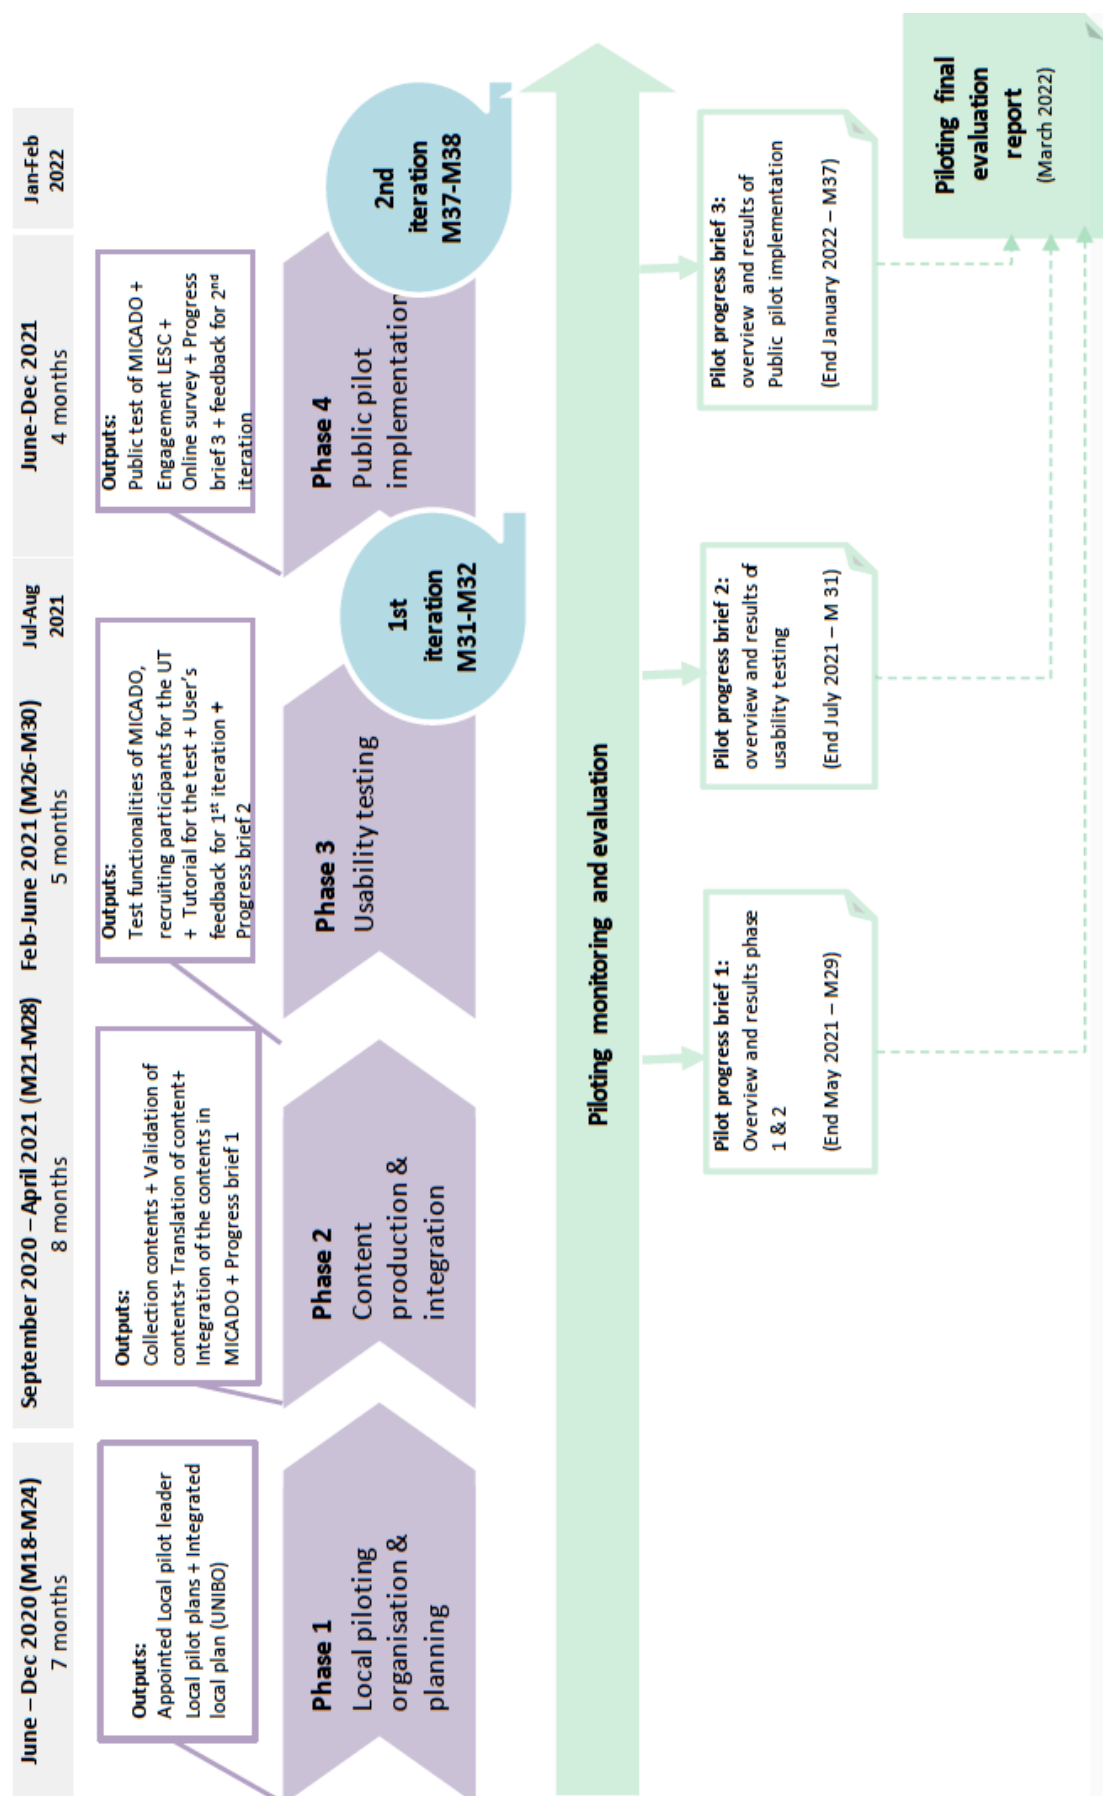 June – Dec 2020 (M18-M24)
7 months
September 2020 – April 2021 (M21-M28)
8 months
Feb-June 2021 (M26-M30)
5 months
Jul-Aug
2021
June-Dec 2021
4 months
Jan-Feb
2022
Outputs:
Appointed Local pilot leader
Local pilot plans + Integrated
local plan (UNIBO)
Outputs:
Collection contents + Validation of
contents+ Translation of content+
Integration of the contents in
MICADO + Progress brief 1
Outputs:
Test functionalities of MICADO,
recruiting participants for the UT
+ Tutorial for the test + User's
feedback for 1st iteration +
Progress brief 2
Outputs:
Public test of MICADO +
Engagement LESC +
Online survey + Progress
brief 3 + feedback for 2nd
iteration
Phase 1
Local piloting
organisation &
planning
Phase 2
Content
production &
integration
Phase 3
Usability testing
1st
iteration
M31-M32
Phase 4
Public pilot
implementation
2nd
iteration
M37-M38
Piloting monitoring and evaluation
Pilot progress brief 1:
Overview and results phase
1 & 2
(End May 2021 – M29)
Pilot progress brief 2:
overview and results of
usability testing
(End July 2021 – M 31)
Pilot progress brief 3:
overview and results of
Public pilot implementation
(End January 2022 – M37)
Piloting final
evaluation
report
(March 2022)